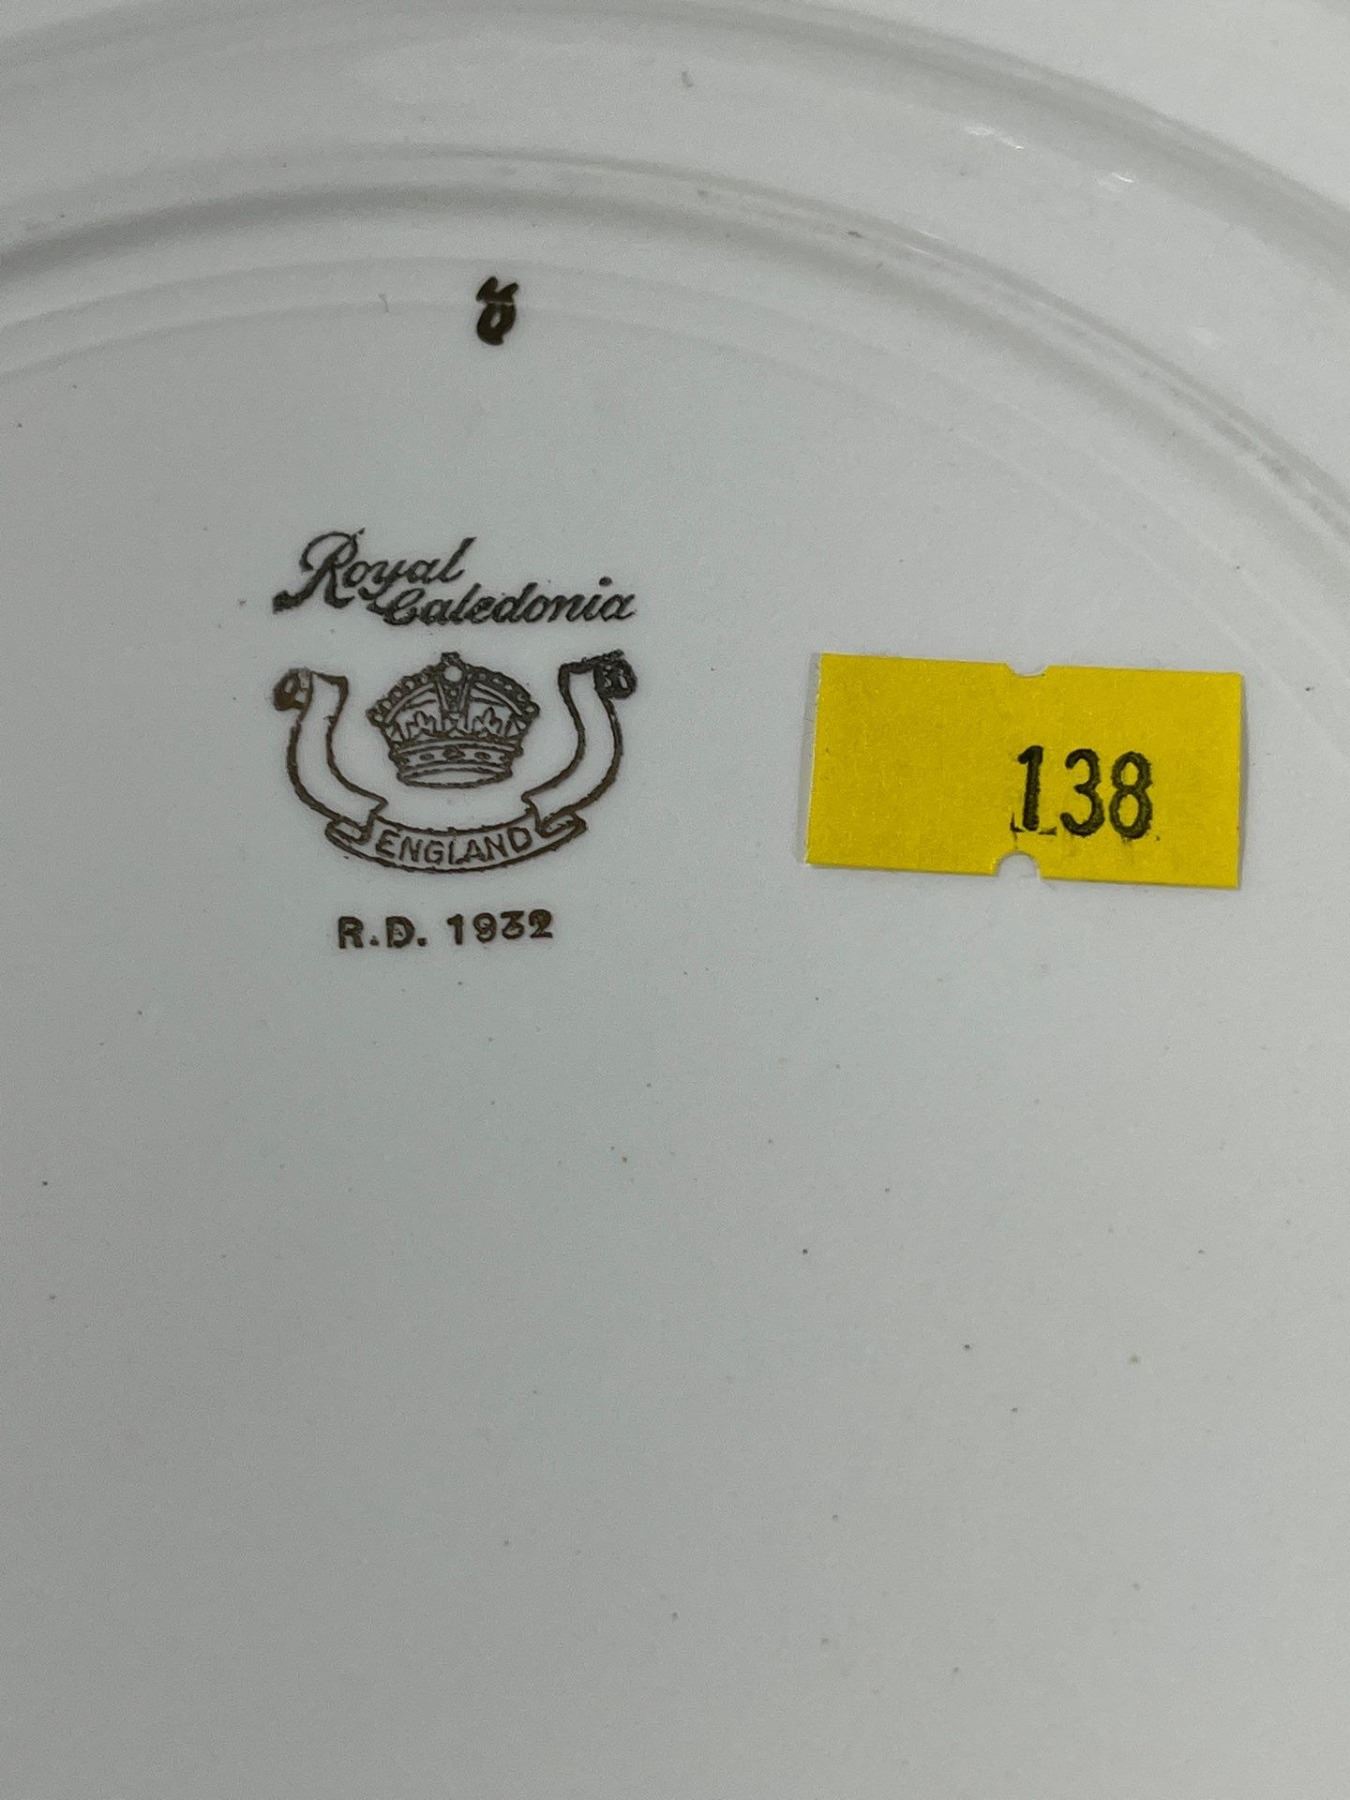 Royal
Caledonia
ENGLAND
R.D. 1932
138